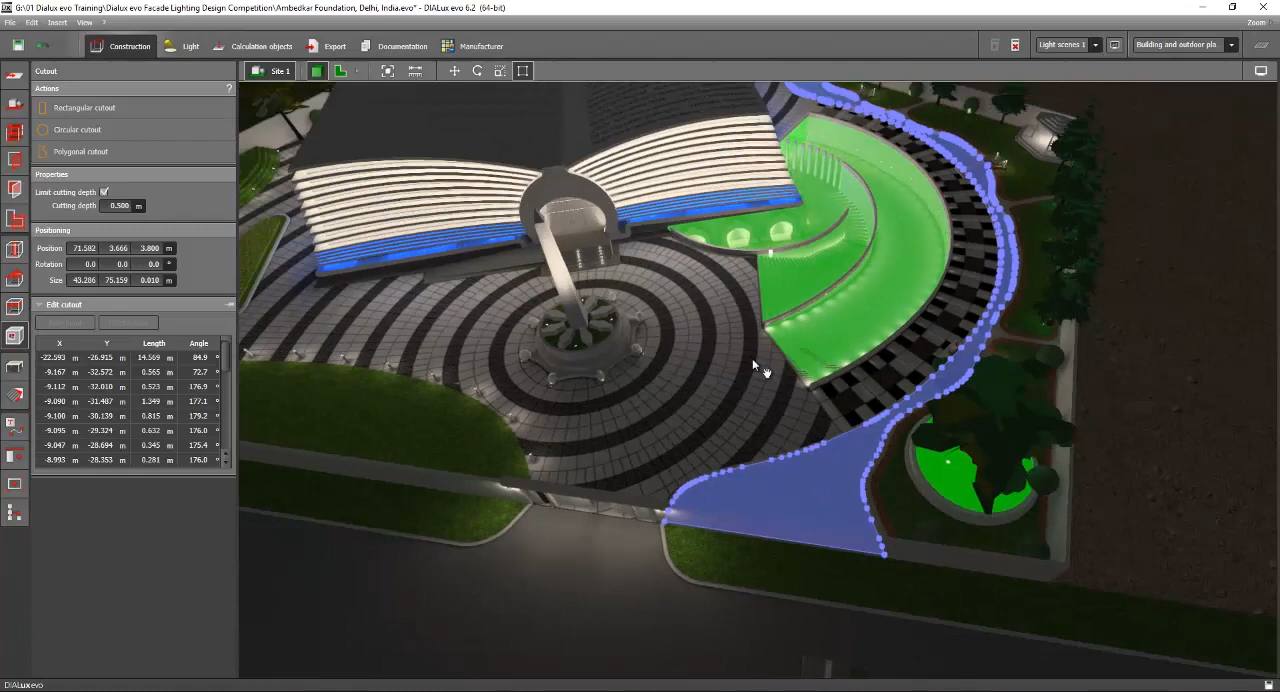 G:\01 Dialux evo Training\Dialux evo Facade Lighting Design Competition\Ambedkar Foundation, Delhi, India.evo* - DIALux evo 6.2 (64-bit)
File Edit Insert View ? Zoom
Construction Light Calculation objects Export Documentation Manufacturer Light scenes 1 Building and outdoor pla
Cutout Site 1
Actions ?
Rectangular cutout
Circular cutout
Polygonal cutout
Properties
Limit cutting depth
Cutting depth 0.500 m
Positioning
Position 71.582 3.666 3.800 m
Rotation 0.0 0.0 0.0 °
Size 43.286 75.159 0.010 m
Edit cutout
X Y Length Angle
-22.593 m -26.915 m 14.569 m 84.9 °
-9.167 m -32.572 m 0.565 m 72.7 °
-9.112 m -32.010 m 0.523 m 176.9 °
-9.090 m -31.487 m 1.349 m 177.1 °
-9.100 m -30.139 m 0.815 m 179.2 °
-9.095 m -29.324 m 0.632 m 176.0 °
-9.047 m -28.694 m 0.345 m 175.4 °
-8.993 m -28.353 m 0.281 m 176.0 °
DIALux evo